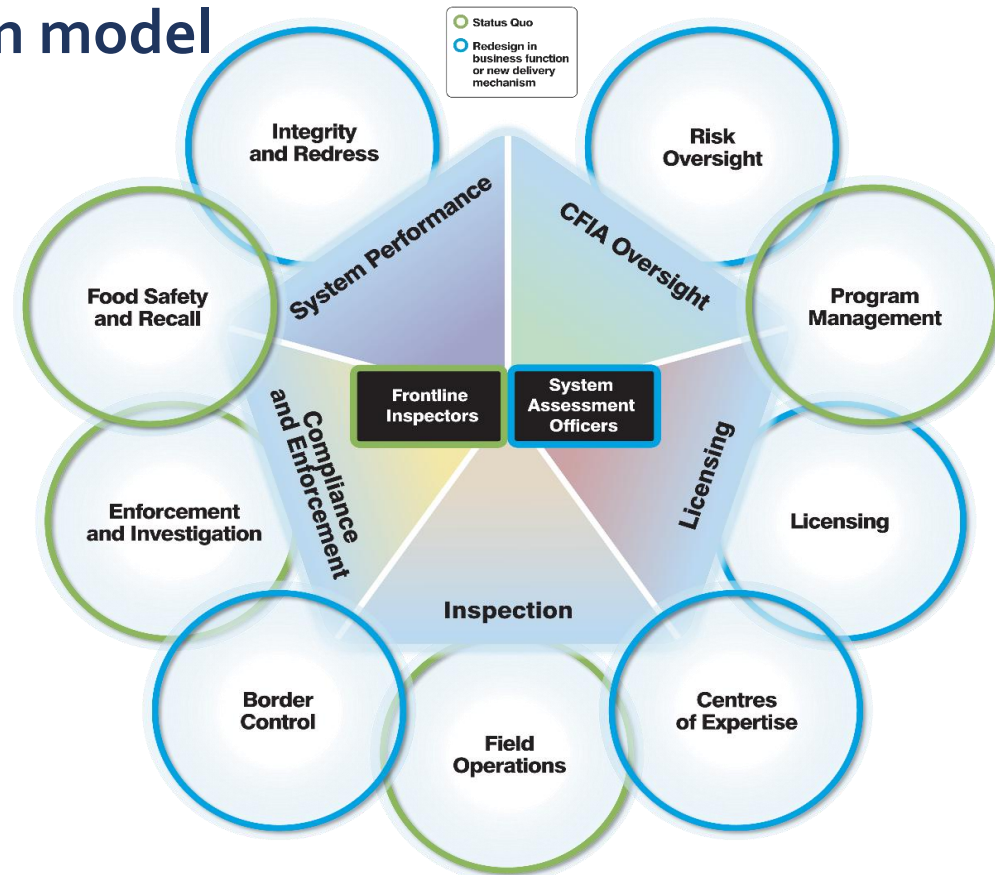 n model
Status Quo
Redesign in
business function
or new delivery
mechanism
Integrity
and Redress
Risk
Oversight
System Performance
CFIA Oversight
Food Safety
and Recall
Program
Management
Frontline
Inspectors
System
Assessment
Officers
Compliance
and Enforcement
Licensing
Enforcement
and Investigation
Licensing
Inspection
Border
Control
Field
Operations
Centres
of Expertise